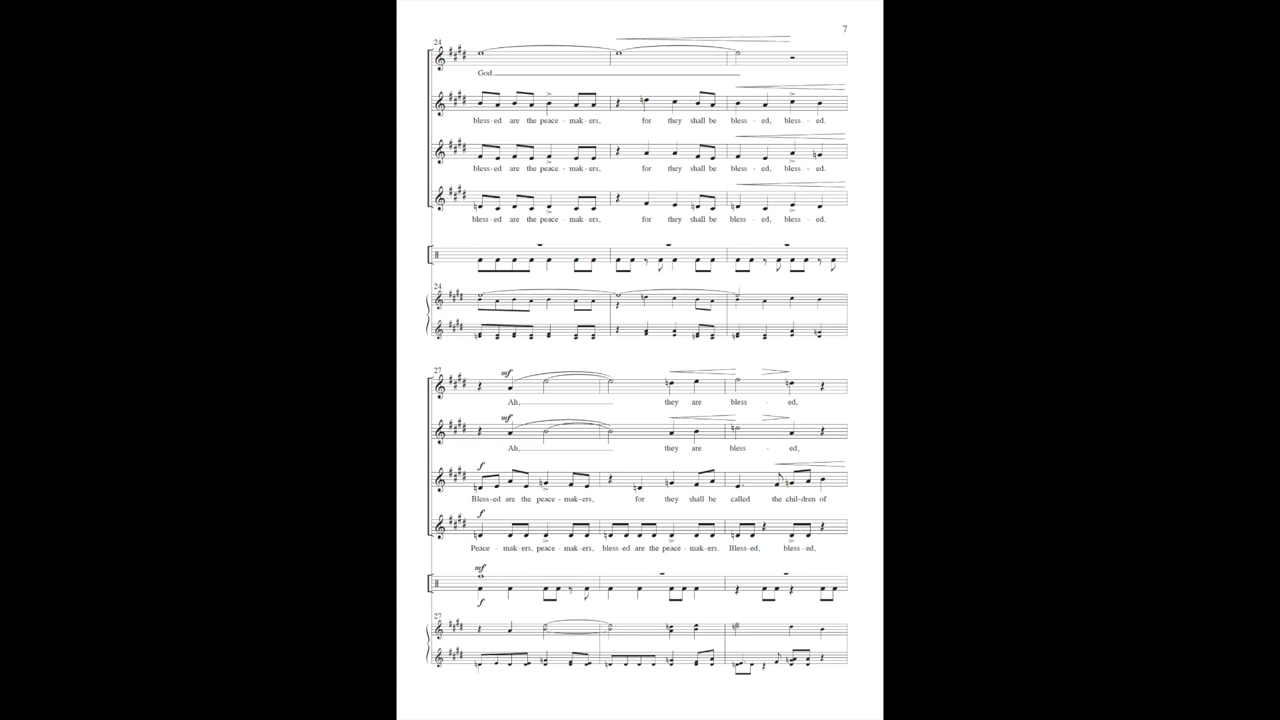 7
24
God.
bless-ed are the peace - mak - ers, for they shall be bless - ed, bless - ed.
bless-ed are the peace - mak - ers, for they shall be bless - ed, bless - ed.
bless-ed are the peace - mak - ers, for they shall be bless - ed, bless - ed.
24
27
mf
Ah, they are bless - ed,
mf
Ah, they are bless - ed,
f
Bless-ed are the peace - mak-ers, for they shall be called the chil-dren of
f
Peace - mak-ers, peace - mak-ers, bless-ed are the peace - mak-ers. Bless-ed, bless-ed,
mf
f
27